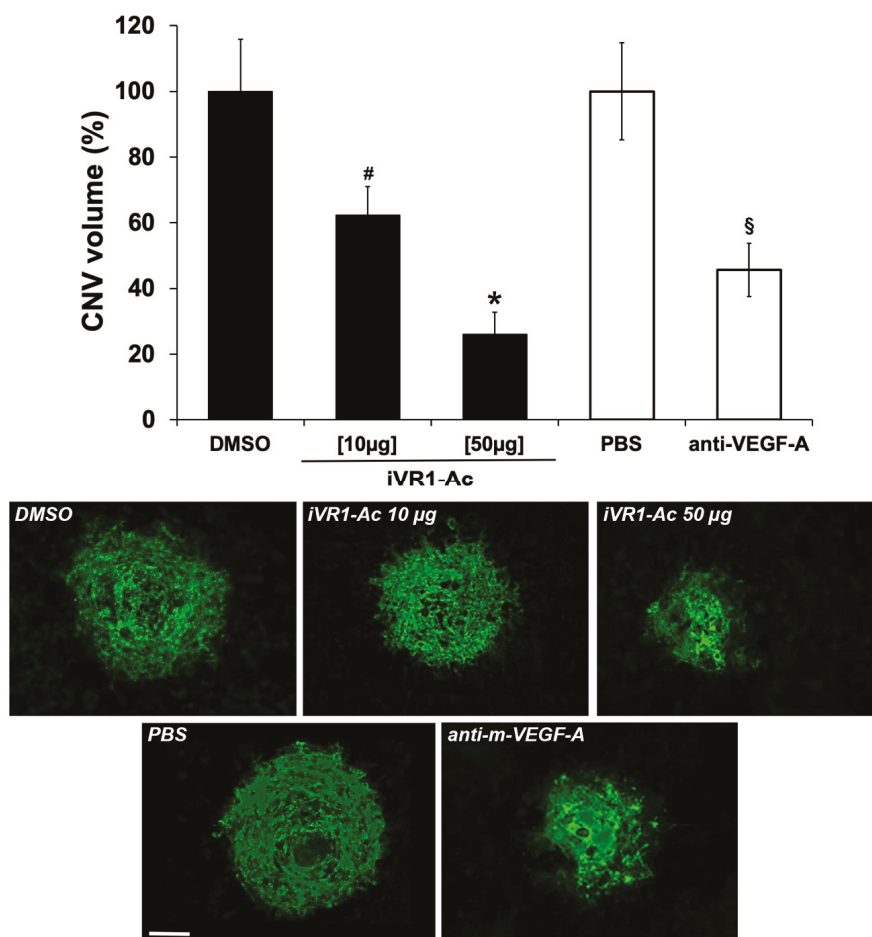 CNV volume (%)
120
100
80
60
40
20
0
#
*
§
DMSO
[10µg]
[50µg]
PBS
anti-VEGF-A
iVR1-Ac
DMSO
iVR1-Ac 10 µg
iVR1-Ac 50 µg
PBS
anti-m-VEGF-A